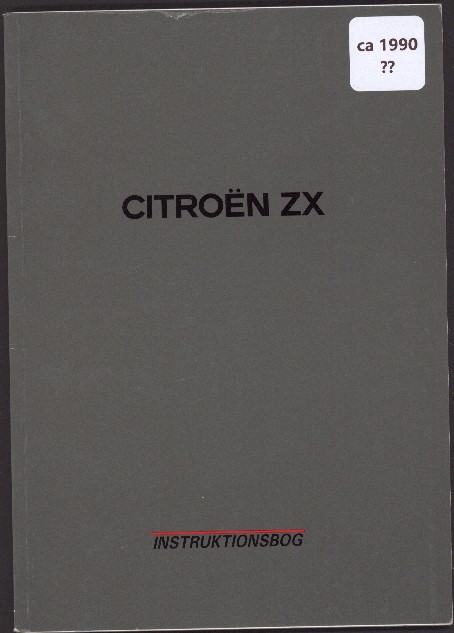 ca 1990
??
CITROËN ZX
INSTRUKTIONSBOG